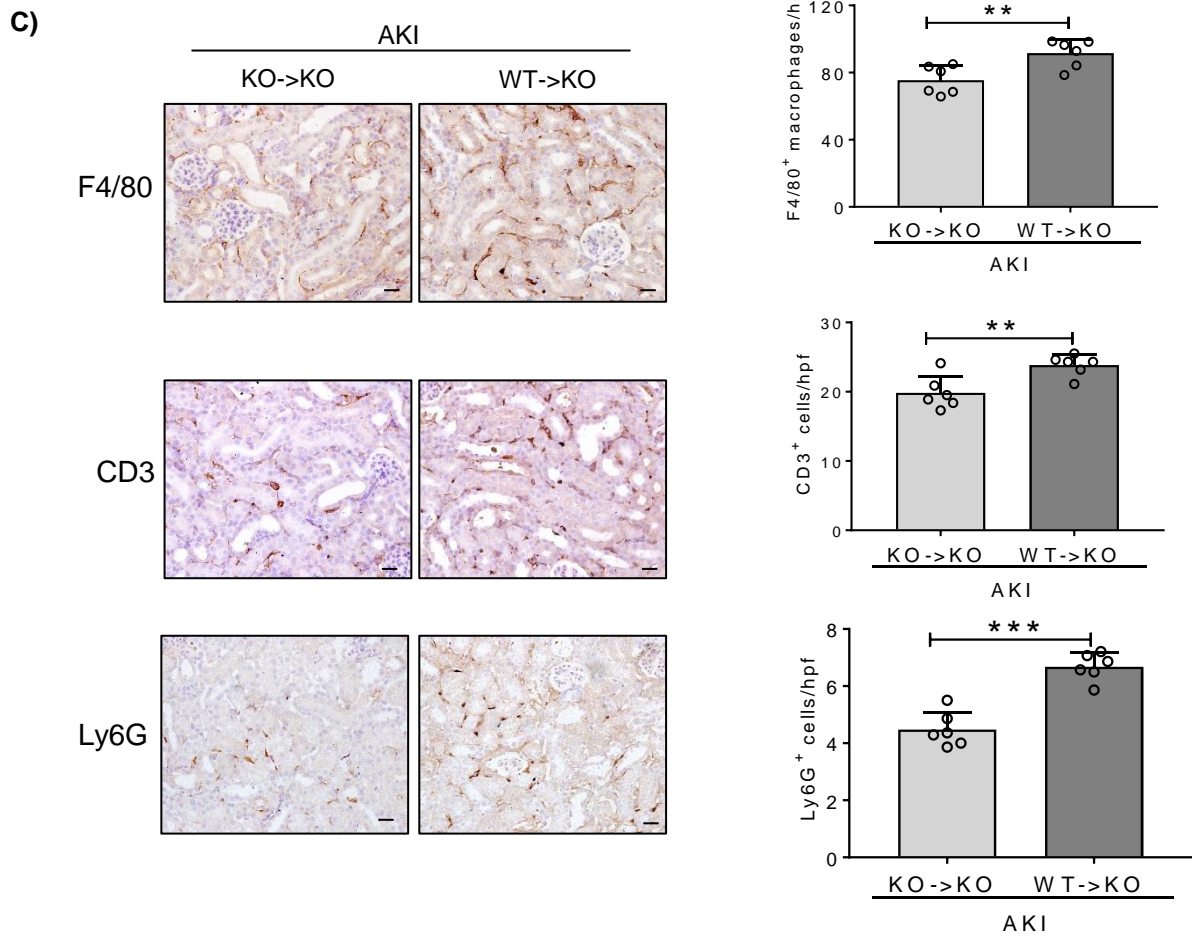 C)
AKI
KO->KO WT->KO
F4/80
CD3
Ly6G
F4/80+ macrophages/h
120
80
40
0
**
KO->KO WT->KO
AKI
CD3+ cells/hpf
30
20
10
0
**
KO->KO WT->KO
AKI
Ly6G+ cells/hpf
8
6
4
2
0
***
KO->KO WT->KO
AKI